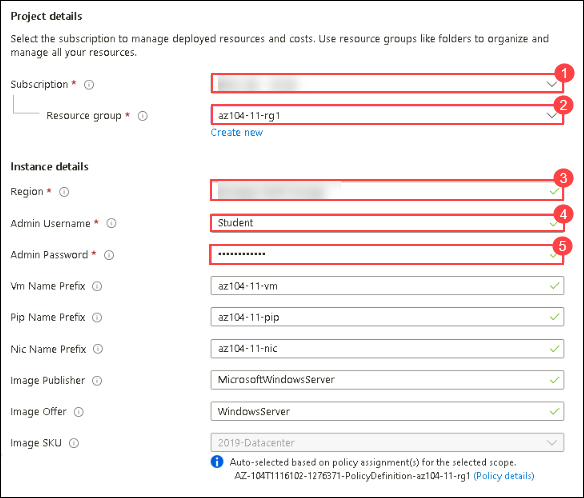 Project details
Select the subscription to manage deployed resources and costs. Use resource groups like folders to organize and
manage all your resources.
Subscription *
1
Resource group *
az104-11-rg1
2
Create new
Instance details
Region *
3
Admin Username *
Student
4
Admin Password *
••••••••••••
5
Vm Name Prefix
az104-11-vm
Pip Name Prefix
az104-11-pip
Nic Name Prefix
az104-11-nic
Image Publisher
MicrosoftWindowsServer
Image Offer
WindowsServer
Image SKU
2019-Datacenter
Auto-selected based on policy assignment(s) for the selected scope.
AZ-104T1116102-1276371-PolicyDefinition-az104-11-rg1 (Policy details)